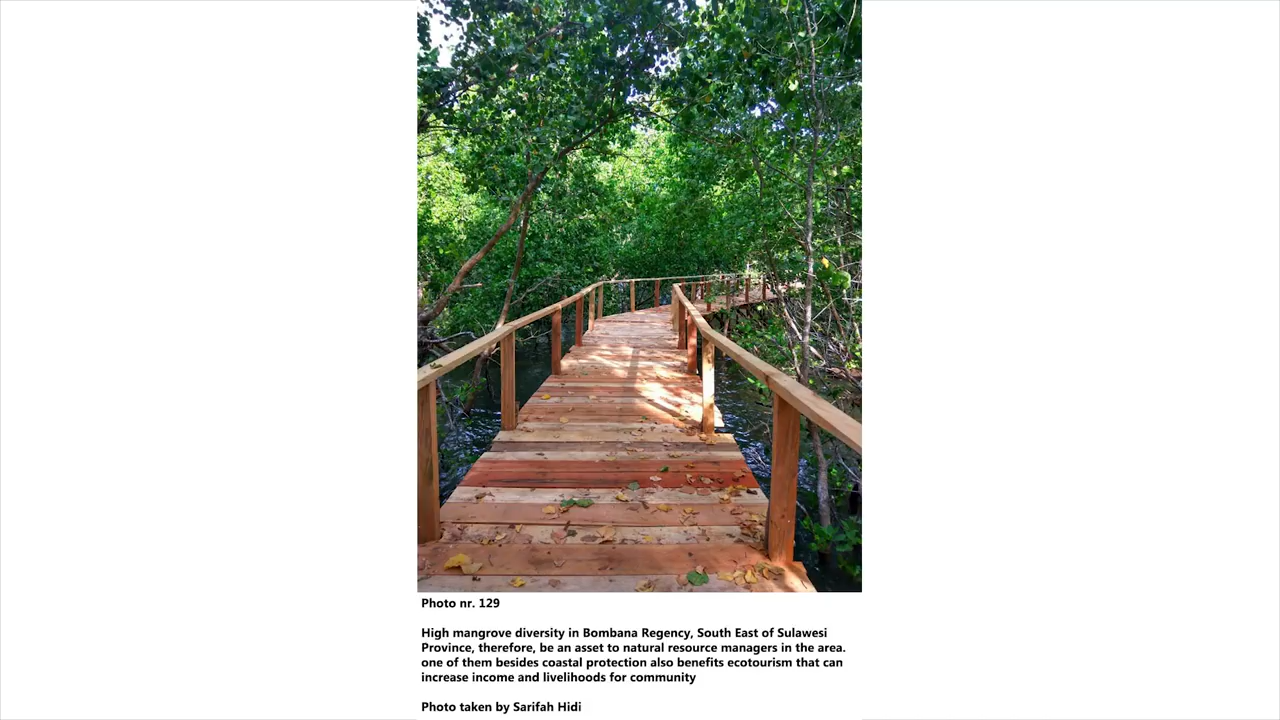 Photo nr. 129
High mangrove diversity in Bombana Regency, South East of Sulawesi
Province, therefore, be an asset to natural resource managers in the area.
one of them besides coastal protection also benefits ecotourism that can
increase income and livelihoods for community
Photo taken by Sarifah Hidi